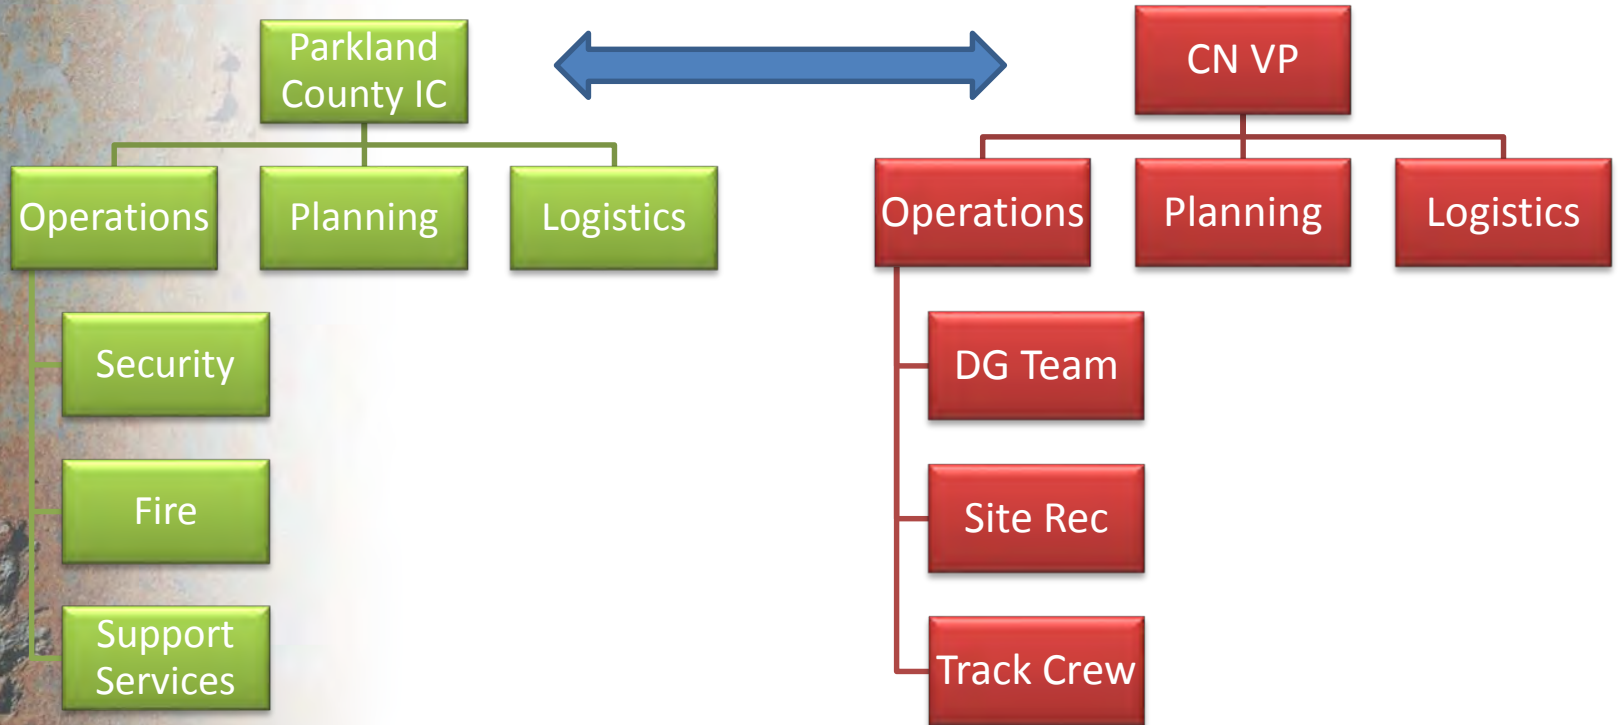 Parkland
County IC
CN VP
Operations
Planning
Logistics
Operations
Planning
Logistics
Security
Fire
Support
Services
DG Team
Site Rec
Track Crew